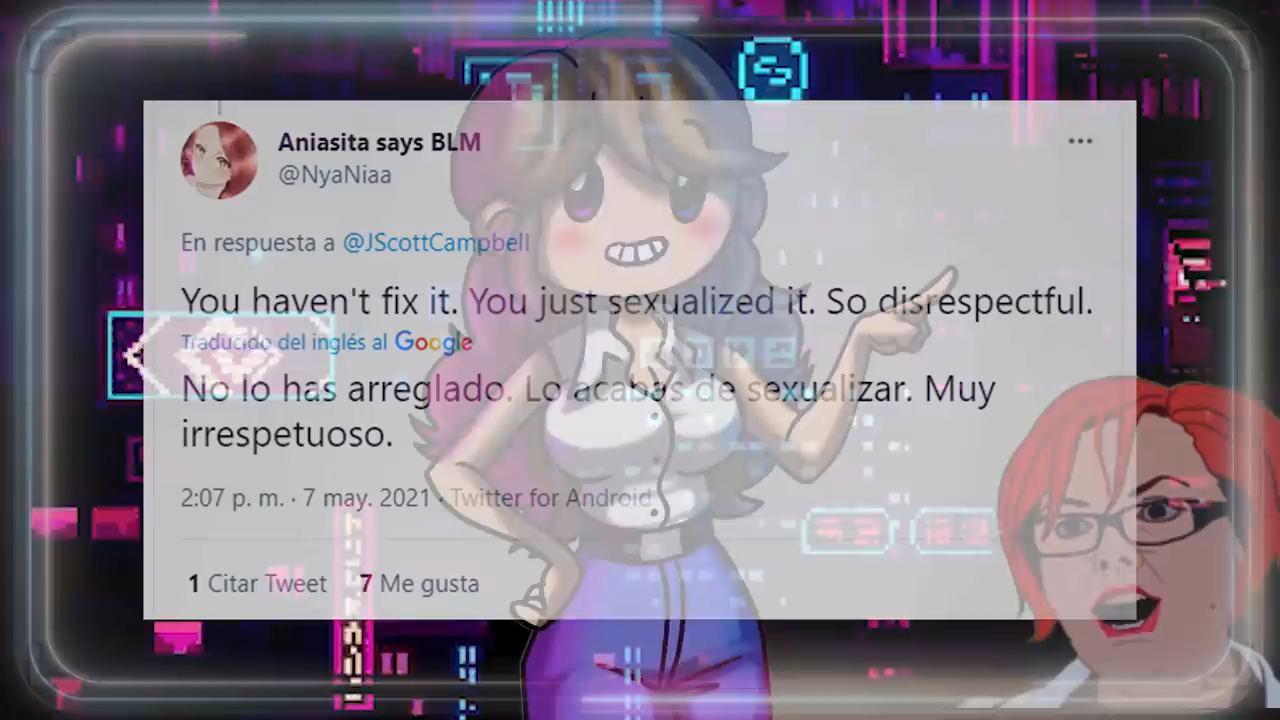 Aniasita says BLM
@NyaNiaa
En respuesta a @JScottCampbell
You haven't fix it. You just sexualized it. So disrespectful.
Traducido del inglés al Google
No lo has arreglado. Lo acabas de sexualizar. Muy
irrespetuoso.
2:07 p. m. · 7 may. 2021 · Twitter for Android
1 Citar Tweet 7 Me gusta